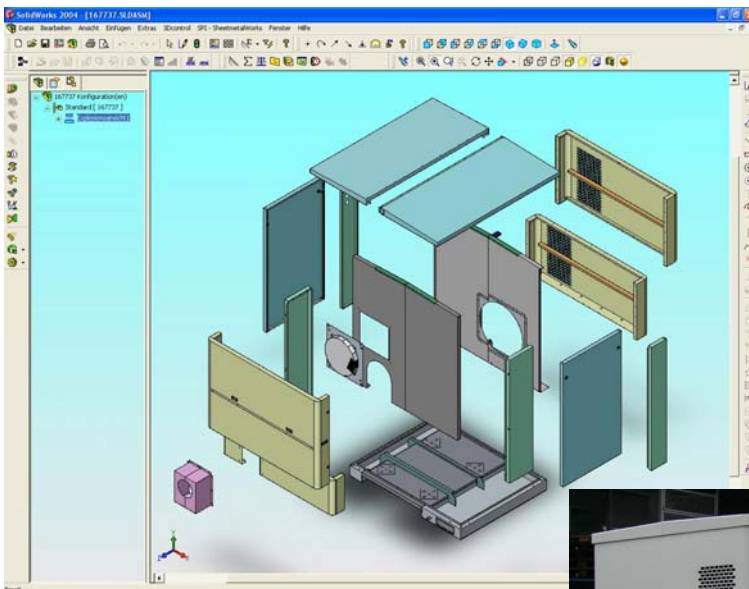 SolidWorks 2004 - [167737.SLDASM]
Datei Bearbeiten Ansicht Einfügen Extras 3Dcontrol SPI - SheetmetalWorks Fenster Hilfe
167737 Konfiguration(en)
Standard [ 167737 ]
Explosionsansicht1